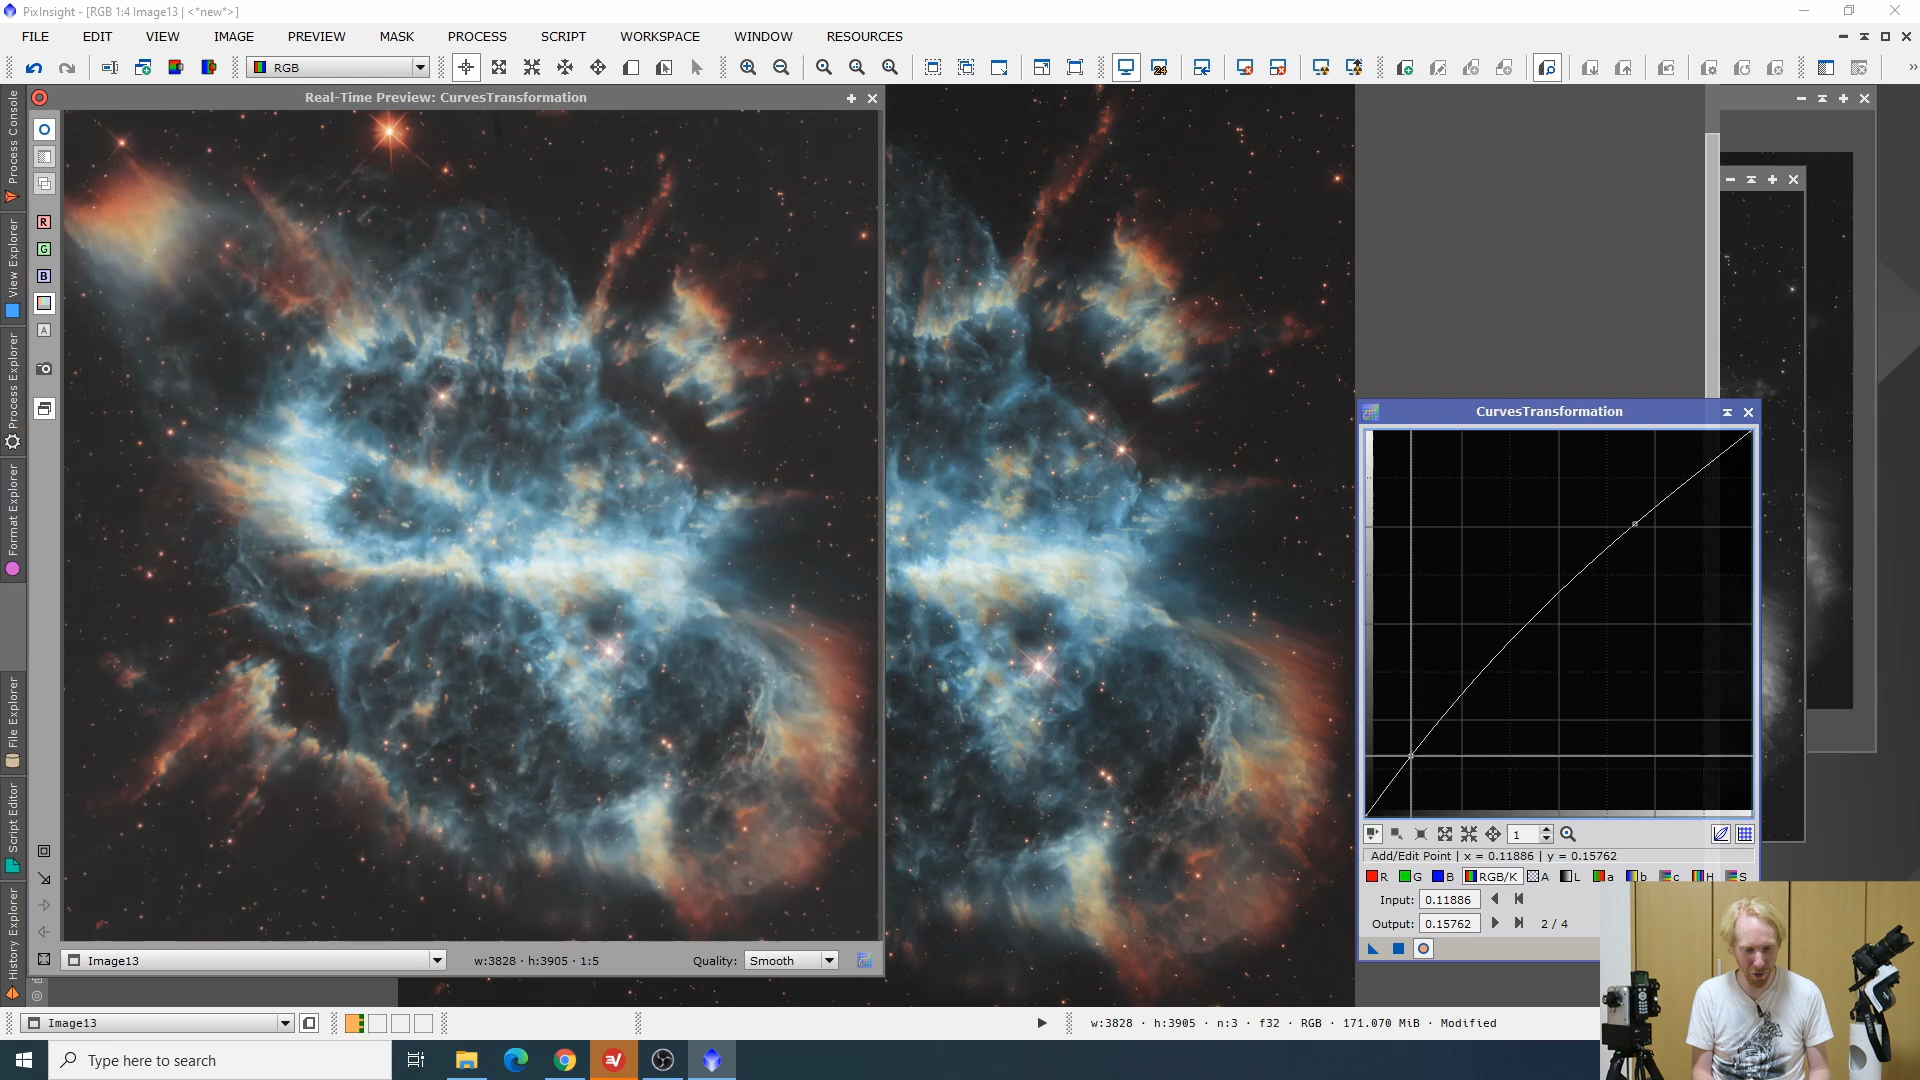 PixInsight - [RGB 1:4 Image13 | <*new*>]
FILE EDIT VIEW IMAGE PREVIEW MASK PROCESS SCRIPT WORKSPACE WINDOW RESOURCES
RGB
24
Real-Time Preview: CurvesTransformation
Process Console
View Explorer
Process Explorer
Format Explorer
File Explorer
Script Editor
History Explorer
R
G
B
A
CurvesTransformation
1
Add/Edit Point | x = 0.11886 | y = 0.15762
R G B RGB/K A L a b c H S
Input: 0.11886
Output: 0.15762 2 / 4
Image13 w:3828 · h:3905 · 1:5 Quality: Smooth
Image13 w:3828 · h:3905 · n:3 · f32 · RGB · 171.070 MiB · Modified
Type here to search